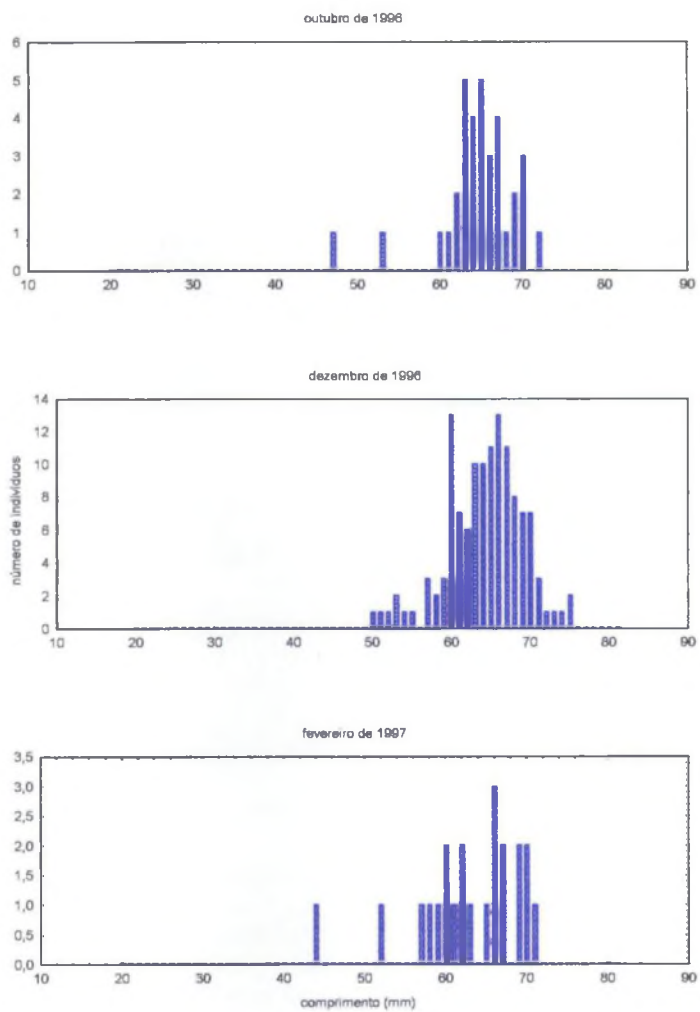 outubro de 1996
6
5
4
3
2
1
0
10 20 30 40 50 60 70 80 90
dezembro de 1996
número de indivíduos
14
12
10
8
6
4
2
0
10 20 30 40 50 60 70 80 90
fevereiro de 1997
3,5
3,0
2,5
2,0
1,5
1,0
0,5
0,0
10 20 30 40 50 60 70 80 90
comprimento (mm)